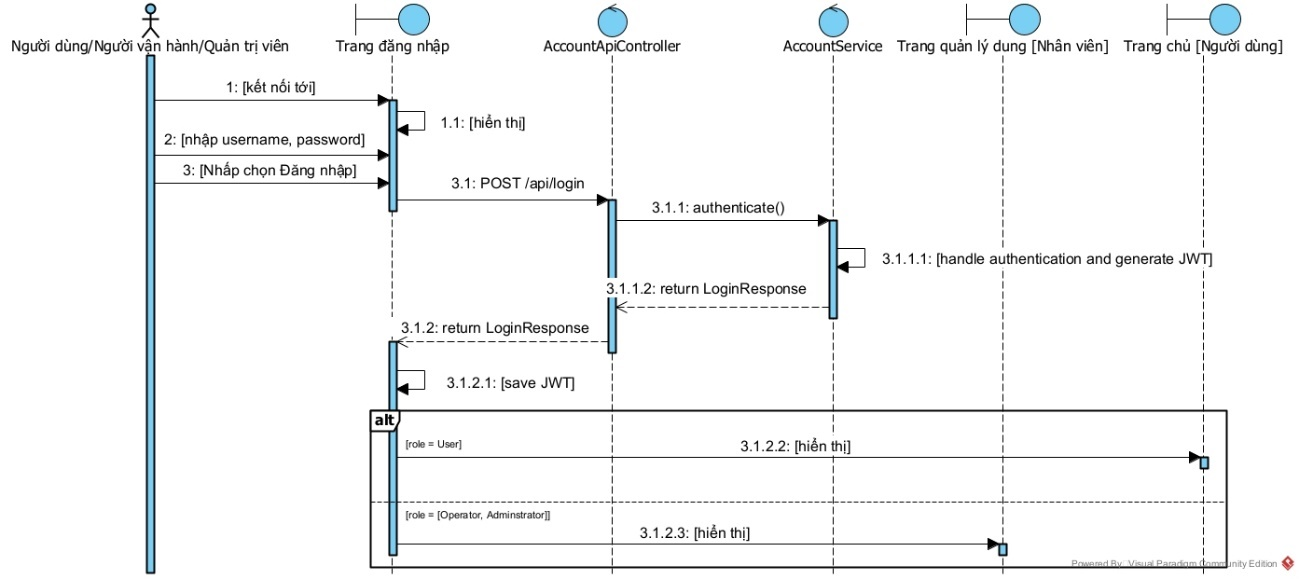 Người dùng/Người vận hành/Quản trị viên
Trang đăng nhập
AccountApiController
AccountService
Trang quản lý dung [Nhân viên]
Trang chủ [Người dùng]
1: [kết nối tới]
1.1: [hiển thị]
2: [nhập username, password]
3: [Nhấp chọn Đăng nhập]
3.1: POST /api/login
3.1.1: authenticate()
3.1.1.1: [handle authentication and generate JWT]
3.1.1.2: return LoginResponse
3.1.2: return LoginResponse
3.1.2.1: [save JWT]
alt
[role = User]
3.1.2.2: [hiển thị]
[role = [Operator, Adminstrator]]
3.1.2.3: [hiển thị]
Powered By Visual Paradigm Community Edition